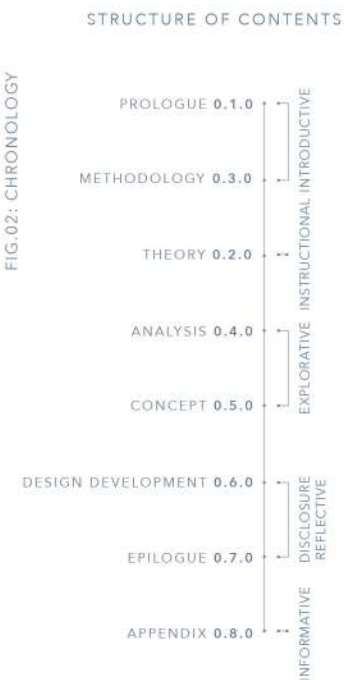 STRUCTURE OF CONTENTS
FIG.02: CHRONOLOGY
PROLOGUE 0.1.0
METHODOLOGY 0.3.0
THEORY 0.2.0
ANALYSIS 0.4.0
CONCEPT 0.5.0
DESIGN DEVELOPMENT 0.6.0
EPILOGUE 0.7.0
APPENDIX 0.8.0
INTRODUCTIVE
INSTRUCTIONAL
EXPLORATIVE
DISCLOSURE
REFLECTIVE
INFORMATIVE